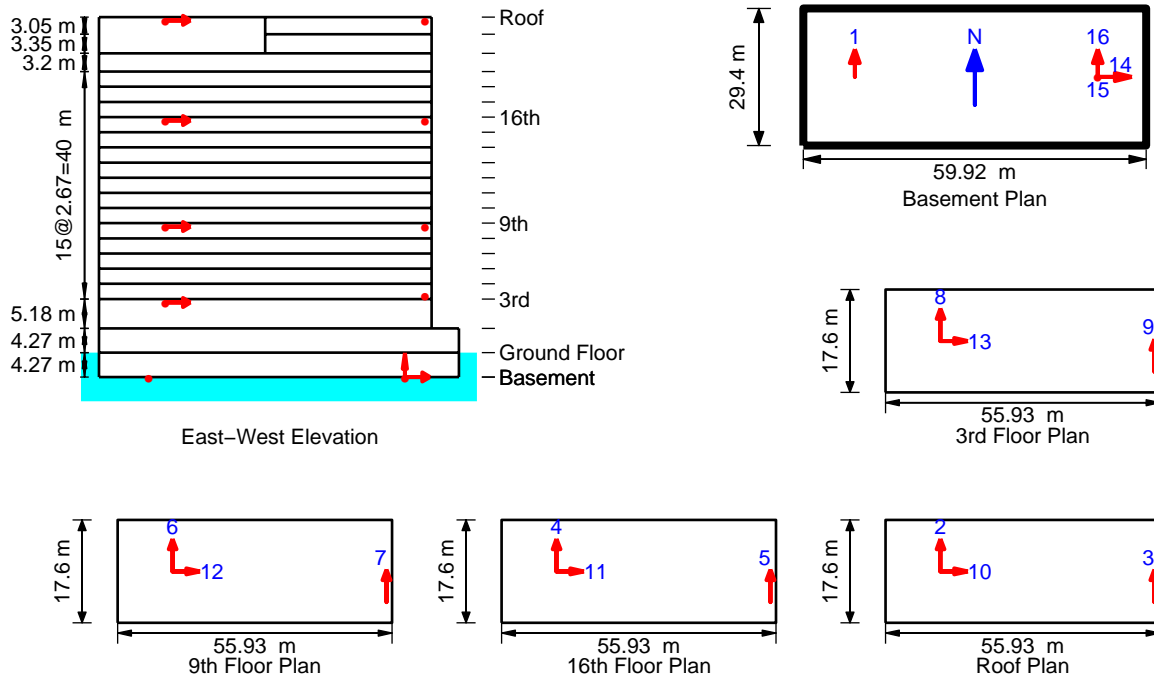 3.05 m
3.35 m
3.2 m
15@2.67=40 m
5.18 m
4.27 m
4.27 m
Roof
16th
9th
3rd
Ground Floor
Basement
East−West Elevation
29.4 m
1
N
16
14
15
59.92 m
Basement Plan
17.6 m
8
13
9
55.93 m
3rd Floor Plan
17.6 m
6
12
7
55.93 m
9th Floor Plan
17.6 m
4
11
5
55.93 m
16th Floor Plan
17.6 m
2
10
3
55.93 m
Roof Plan